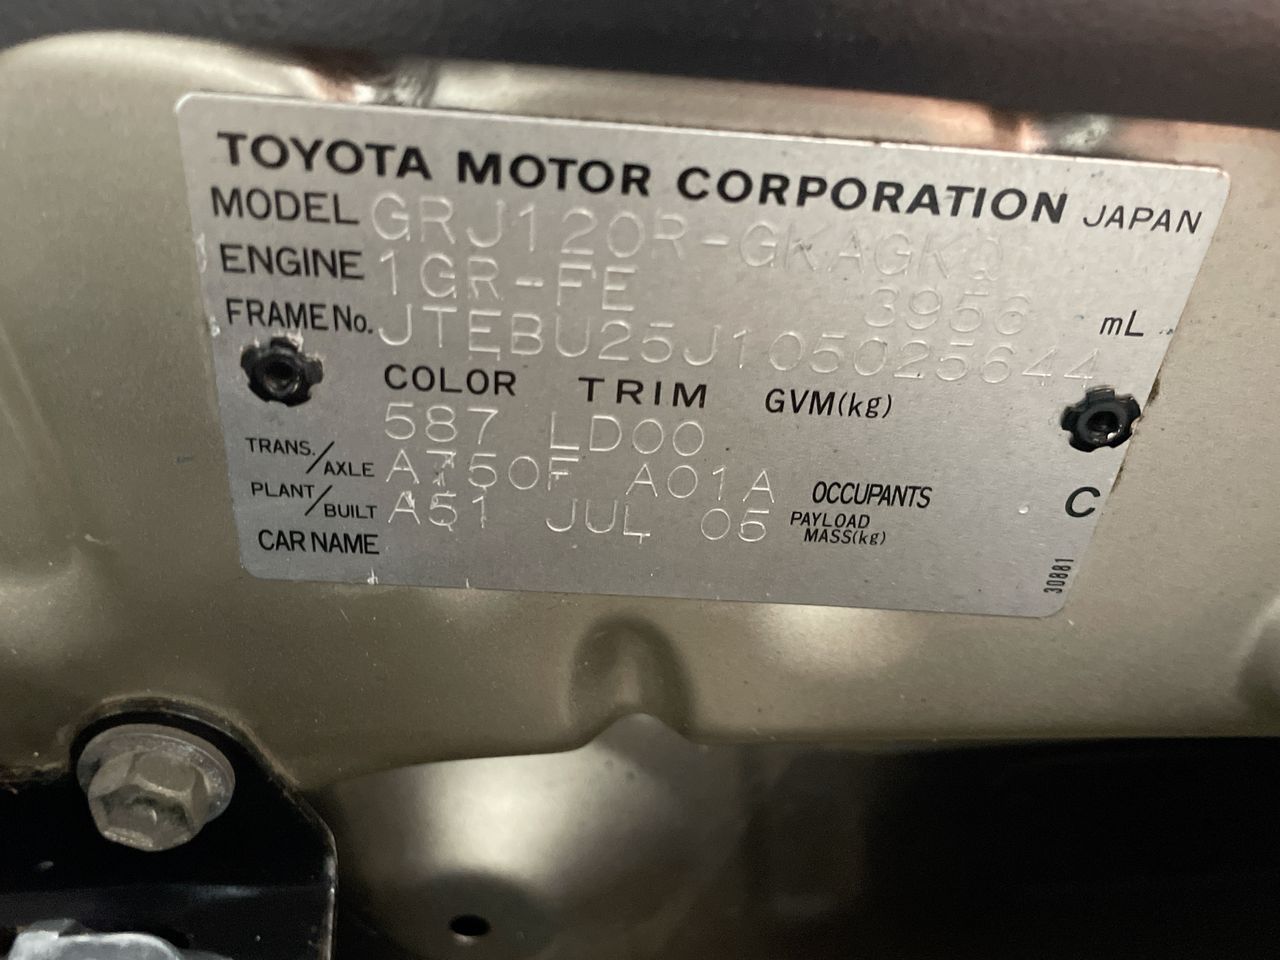 TOYOTA MOTOR CORPORATION JAPAN
MODEL GRJ120R-GKAGKQ
ENGINE 1GR-FE 3956 mL
FRAME No. JTEBU25J105025644
COLOR TRIM GVM(kg)
587 LD00
TRANS./AXLE A750F A01A OCCUPANTS C
PLANT/BUILT A51 JUL 05 PAYLOAD MASS(kg)
CAR NAME
30881